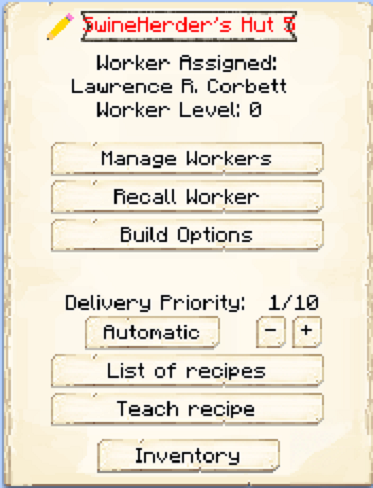 SwineHerder's Hut 5
Worker Assigned:
Lawrence R. Corbett
Worker Level: 0
Manage Workers
Recall Worker
Build Options
Delivery Priority: 1/10
Automatic - +
List of recipes
Teach recipe
Inventory